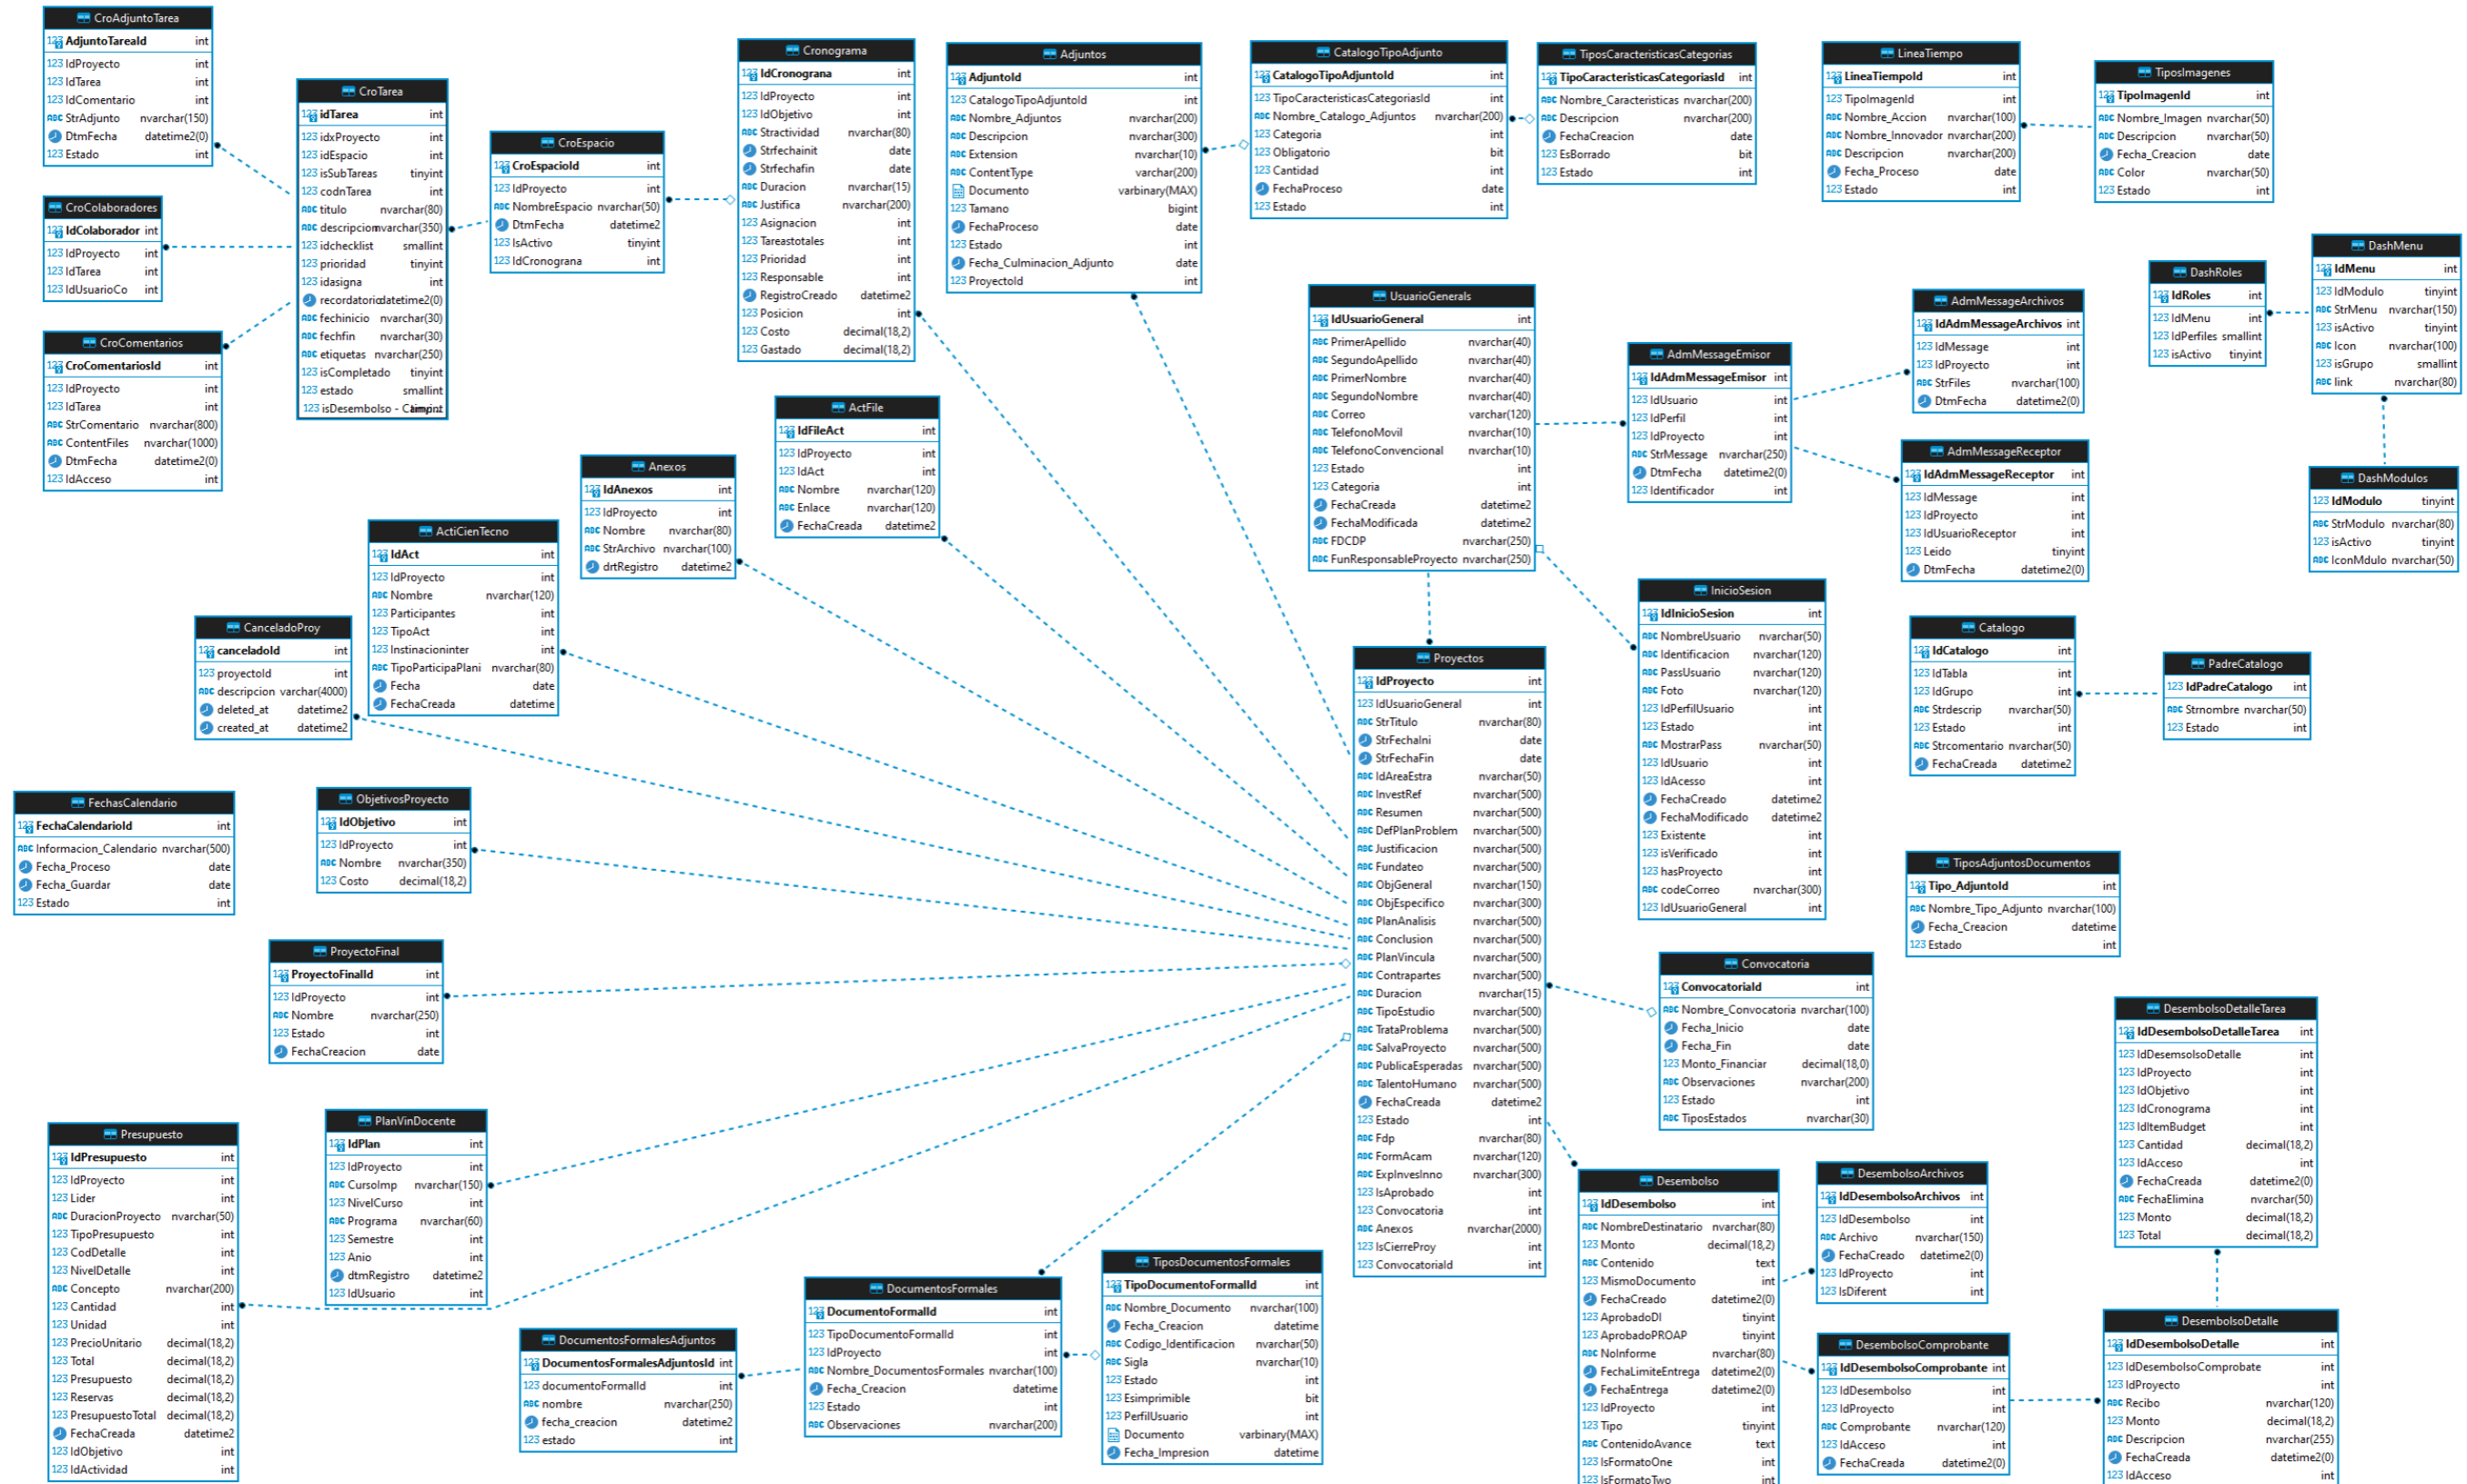 CroAdjuntoTarea
AdjuntoTareaId int
IdProyecto int
IdTarea int
IdComentario int
StrAdjunto nvarchar(150)
DtmFecha datetime2(0)
Estado int
CroColaboradores
IdColaborador int
IdProyecto int
IdTarea int
IdUsuarioCo int
CroComentarios
CroComentariosId int
IdProyecto int
IdTarea int
StrComentario nvarchar(800)
ContentFiles nvarchar(1000)
DtmFecha datetime2(0)
IdAcceso int
CroTarea
idTarea int
idxProyecto int
idEspacio int
isSubTareas tinyint
codnTarea int
titulo nvarchar(80)
descripcion nvarchar(350)
idchecklist smallint
prioridad tinyint
idasigna int
recordatorio datetime2(0)
fechinicio nvarchar(30)
fechfin nvarchar(30)
etiquetas nvarchar(250)
isCompletado tinyint
estado smallint
isDesembolso
CroEspacio
CroEspacioId int
IdProyecto int
NombreEspacio nvarchar(50)
DtmFecha datetime2
IsActivo tinyint
IdCronograna int
Cronograma
IdCronograna int
IdProyecto int
IdObjetivo int
Stractividad nvarchar(80)
Strfechainit date
Strfechafin date
Duracion nvarchar(15)
Justifica nvarchar(200)
Asignacion int
Tareastotales int
Prioridad int
Responsable int
RegistroCreado datetime2
Posicion int
Costo decimal(18,2)
Gastado decimal(18,2)
Adjuntos
AdjuntoId int
CatalogoTipoAdjuntoId int
Nombre_Adjuntos nvarchar(200)
Descripcion nvarchar(300)
Extension nvarchar(10)
ContentType varchar(200)
Documento varbinary(MAX)
Tamano bigint
FechaProceso date
Estado int
Fecha_Culminacion_Adjunto date
ProyectoId int
CatalogoTipoAdjunto
CatalogoTipoAdjuntoId int
TipoCaracteristicasCategoriasId int
Nombre_Catalogo_Adjuntos nvarchar(200)
Categoria int
Obligatorio bit
Cantidad int
FechaProceso date
Estado int
TiposCaracteristicasCategorias
TipoCaracteristicasCategoriasId int
Nombre_Caracteristicas nvarchar(200)
Descripcion nvarchar(200)
FechaCreacion date
EsBorrado bit
Estado int
LineaTiempo
LineaTiempoId int
TipoImagenId int
Nombre_Accion nvarchar(100)
Nombre_Innovador nvarchar(200)
Descripcion nvarchar(200)
Fecha_Proceso date
Estado int
TiposImagenes
TipoImagenId int
Nombre_Imagen nvarchar(50)
Descripcion nvarchar(50)
Fecha_Creacion date
Color nvarchar(50)
Estado int
DashRoles
IdRoles int
IdMenu int
IdPerfiles smallint
isActivo tinyint
DashMenu
IdMenu int
IdModulo tinyint
StrMenu nvarchar(150)
isActivo tinyint
Icon nvarchar(100)
isGrupo smallint
link nvarchar(80)
DashModulos
IdModulo tinyint
StrModulo nvarchar(80)
isActivo tinyint
IconMdulo nvarchar(50)
UsuarioGenerals
IdUsuarioGeneral int
PrimerApellido nvarchar(40)
SegundoApellido nvarchar(40)
PrimerNombre nvarchar(40)
SegundoNombre nvarchar(40)
Correo varchar(120)
TelefonoMovil nvarchar(10)
TelefonoConvencional nvarchar(10)
Estado int
Categoria int
FechaCreada datetime2
FechaModificada datetime2
FDCDP nvarchar(250)
FunResponsableProyecto nvarchar(250)
AdmMessageEmisor
IdAdmMessageEmisor int
IdUsuario int
IdPerfil int
IdProyecto int
StrMessage nvarchar(250)
DtmFecha datetime2(0)
Identificador int
AdmMessageArchivos
IdAdmMessageArchivos int
IdMessage int
IdProyecto int
StrFiles nvarchar(100)
DtmFecha datetime2(0)
AdmMessageReceptor
IdAdmMessageReceptor int
IdMessage int
IdProyecto int
IdUsuarioReceptor int
Leido tinyint
DtmFecha datetime2(0)
ActFile
IdFileAct int
IdProyecto int
IdAct int
Nombre nvarchar(120)
Enlace nvarchar(120)
FechaCreada datetime2
Anexos
IdAnexos int
IdProyecto int
Nombre nvarchar(80)
StrArchivo nvarchar(100)
drtRegistro datetime2
ActiCienTecno
IdAct int
IdProyecto int
Nombre nvarchar(120)
Participantes int
TipoAct int
Instinacioninter int
TipoParticipaPlani nvarchar(80)
Fecha date
FechaCreada datetime
CanceladoProy
canceladoId int
proyectoId int
descripcion varchar(4000)
deleted_at datetime2
created_at datetime2
InicioSesion
IdInicioSesion int
NombreUsuario nvarchar(50)
Identificacion nvarchar(120)
PassUsuario nvarchar(120)
Foto nvarchar(120)
IdPerfilUsuario int
Estado int
MostrarPass nvarchar(50)
IdUsuario int
IdAcesso int
FechaCreado datetime2
FechaModificado datetime2
Existente int
isVerificado int
hasProyecto int
codeCorreo nvarchar(300)
IdUsuarioGeneral int
Catalogo
IdCatalogo int
IdTabla int
IdGrupo int
Strdescrip nvarchar(50)
Estado int
Strcomentario nvarchar(50)
FechaCreada datetime2
PadreCatalogo
IdPadreCatalogo int
Strnombre nvarchar(50)
Estado int
FechasCalendario
FechaCalendarioId int
Informacion_Calendario nvarchar(500)
Fecha_Proceso date
Fecha_Guardar date
Estado int
ObjetivosProyecto
IdObjetivo int
IdProyecto int
Nombre nvarchar(350)
Costo decimal(18,2)
Proyectos
IdProyecto int
IdUsuarioGeneral int
StrTitulo nvarchar(80)
StrFechaIni date
StrFechaFin date
IdAreaEstra nvarchar(50)
InvestRef nvarchar(500)
Resumen nvarchar(500)
DefPlanProblem nvarchar(500)
Justificacion nvarchar(500)
Fundateo nvarchar(500)
ObjGeneral nvarchar(150)
ObjEspecifico nvarchar(300)
PlanAnalisis nvarchar(500)
Conclusion nvarchar(500)
PlanVincula nvarchar(500)
Contrapartes nvarchar(500)
Duracion nvarchar(15)
TipoEstudio nvarchar(500)
TrataProblema nvarchar(500)
SalvaProyecto nvarchar(500)
PublicaEsperadas nvarchar(500)
TalentoHumano nvarchar(500)
FechaCreada datetime2
Estado int
Fdp nvarchar(80)
FormAcam nvarchar(120)
ExpInvesInno nvarchar(300)
IsAprobado int
Convocatoria int
Anexos nvarchar(2000)
IsCierreProy int
ConvocatoriaId int
TiposAdjuntosDocumentos
Tipo_AdjuntoId int
Nombre_Tipo_Adjunto nvarchar(100)
Fecha_Creacion datetime
Estado int
ProyectoFinal
ProyectoFinalId int
IdProyecto int
Nombre nvarchar(250)
Estado int
FechaCreacion date
Convocatoria
ConvocatoriaId int
Nombre_Convocatoria nvarchar(100)
Fecha_Inicio date
Fecha_Fin date
Monto_Financiar decimal(18,0)
Observaciones nvarchar(200)
Estado int
TiposEstados nvarchar(30)
DesembolsoDetalleTarea
IdDesembolsoDetalleTarea int
IdDesemsolsoDetalle int
IdProyecto int
IdObjetivo int
IdCronograma int
IdItemBudget int
Cantidad decimal(18,2)
IdAcceso int
FechaCreada datetime2(0)
FechaElimina nvarchar(50)
Monto decimal(18,2)
Total decimal(18,2)
Presupuesto
IdPresupuesto int
IdProyecto int
Lider int
DuracionProyecto nvarchar(50)
TipoPresupuesto int
CodDetalle int
NivelDetalle int
Concepto nvarchar(200)
Cantidad int
Unidad int
PrecioUnitario decimal(18,2)
Total decimal(18,2)
Presupuesto decimal(18,2)
Reservas decimal(18,2)
PresupuestoTotal decimal(18,2)
FechaCreada datetime2
IdObjetivo int
IdActividad int
PlanVinDocente
IdPlan int
IdProyecto int
CursoImp nvarchar(150)
NivelCurso int
Programa nvarchar(60)
Semestre int
Anio int
dtmRegistro datetime2
IdUsuario int
DocumentosFormalesAdjuntos
DocumentosFormalesAdjuntosId int
documentoFormalId int
nombre nvarchar(250)
fecha_creacion datetime2
estado int
DocumentosFormales
DocumentoFormalId int
TipoDocumentoFormalId int
IdProyecto int
Nombre_DocumentosFormales nvarchar(100)
Fecha_Creacion datetime
Estado int
Observaciones nvarchar(200)
TiposDocumentosFormales
TipoDocumentoFormalId int
Nombre_Documento nvarchar(100)
Fecha_Creacion datetime
Codigo_Identificacion nvarchar(50)
Sigla nvarchar(10)
Estado int
Esimprimible bit
PerfilUsuario int
Documento varbinary(MAX)
Fecha_Impresion datetime
Desembolso
IdDesembolso int
NombreDestinatario nvarchar(80)
Monto decimal(18,2)
Contenido text
MismoDocumento int
FechaCreado datetime2(0)
AprobadoDI tinyint
AprobadoPROAP tinyint
NoInforme nvarchar(80)
FechaLimiteEntrega datetime2(0)
FechaEntrega datetime2(0)
IdProyecto int
Tipo tinyint
ContenidoAvance text
IsFormatoOne int
IsFormatoTwo int
DesembolsoArchivos
IdDesembolsoArchivos int
IdDesembolso int
Archivo nvarchar(150)
FechaCreado datetime2(0)
IdProyecto int
IsDiferent int
DesembolsoComprobante
IdDesembolsoComprobante int
IdDesembolso int
IdProyecto int
Comprobante nvarchar(120)
IdAcceso int
FechaCreada datetime2(0)
DesembolsoDetalle
IdDesembolsoDetalle int
IdDesembolsoComprobate int
IdProyecto int
Recibo nvarchar(120)
Monto decimal(18,2)
Descripcion nvarchar(255)
FechaCreada datetime2(0)
IdAcceso int